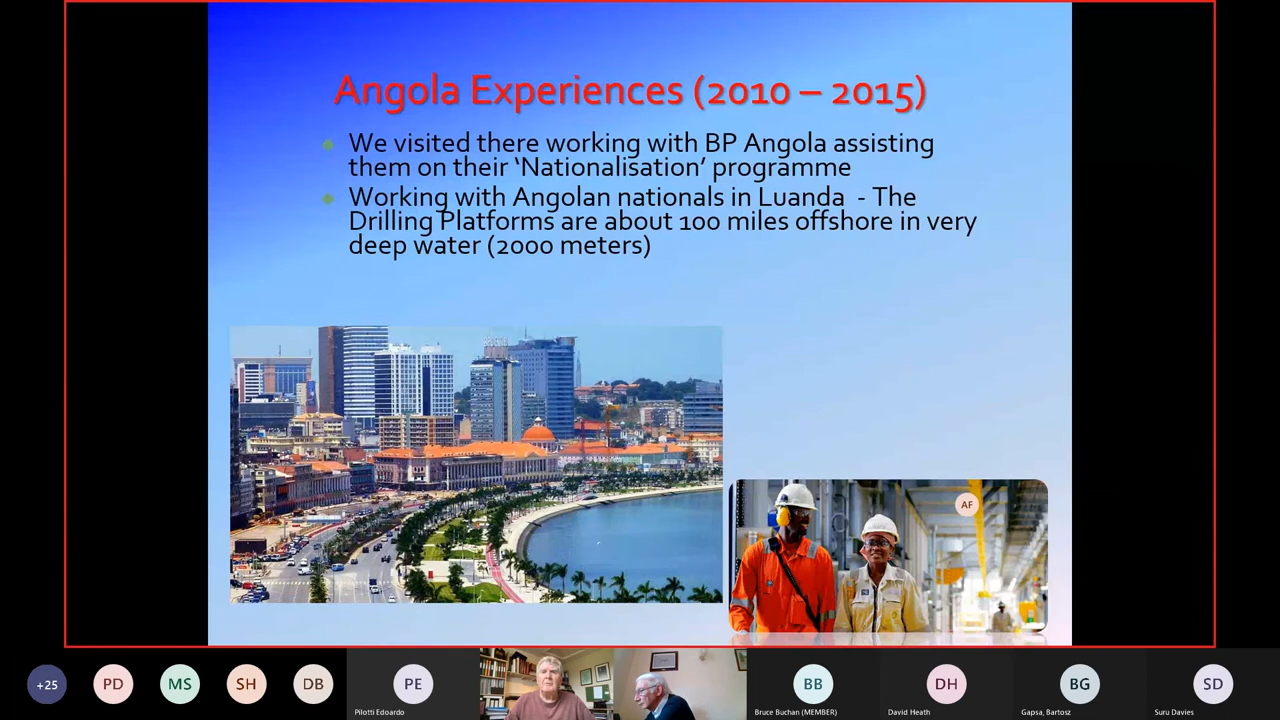 Angola Experiences (2010 – 2015)
We visited there working with BP Angola assisting
them on their ‘Nationalisation’ programme
Working with Angolan nationals in Luanda  - The
Drilling Platforms are about 100 miles offshore in very
deep water (2000 meters)
AF
+25
PD
MS
SH
DB
PE
BB
DH
BG
SD
Pilotti Edoardo
Bruce Buchan (MEMBER)
David Heath
Gapsa, Bartosz
Suru Davies